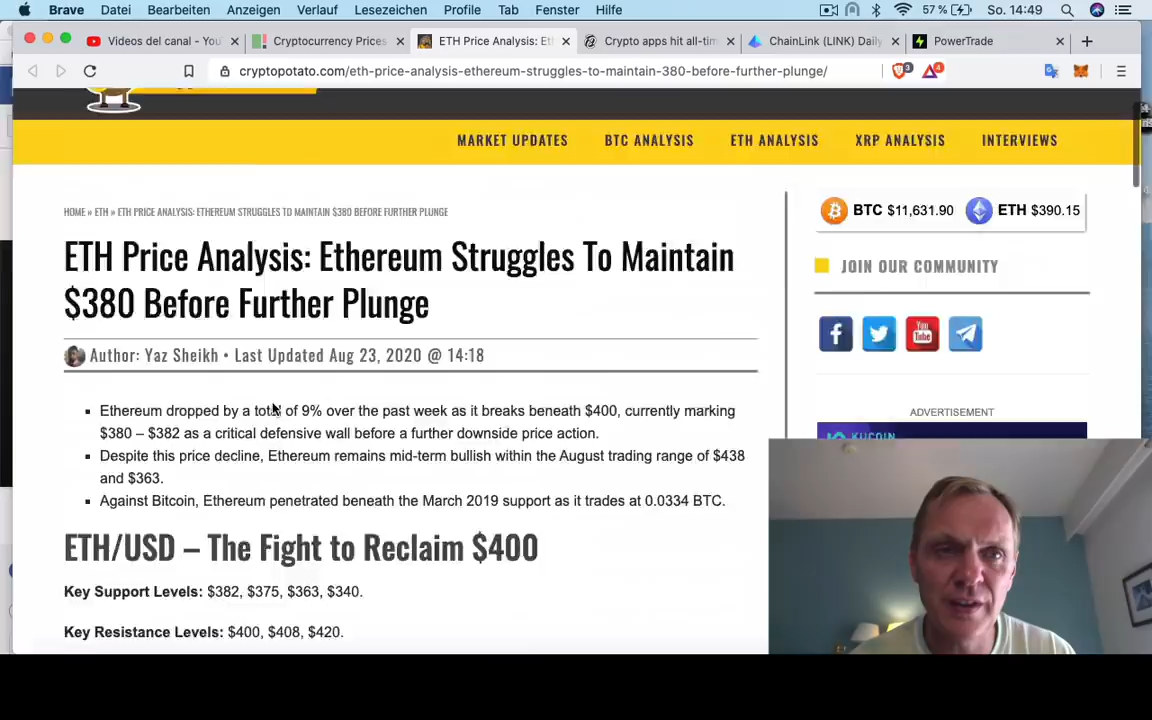 Brave Datei Bearbeiten Anzeigen Verlauf Lesezeichen Profile Tab Fenster Hilfe 57 % So. 14:49
Videos del canal - You Cryptocurrency Prices ETH Price Analysis: Et Crypto apps hit all-tim ChainLink (LINK) Daily PowerTrade
cryptopotato.com/eth-price-analysis-ethereum-struggles-to-maintain-380-before-further-plunge/
MARKET UPDATES BTC ANALYSIS ETH ANALYSIS XRP ANALYSIS INTERVIEWS
HOME » ETH » ETH PRICE ANALYSIS: ETHEREUM STRUGGLES TO MAINTAIN $380 BEFORE FURTHER PLUNGE
BTC $11,631.90 ETH $390.15
ETH Price Analysis: Ethereum Struggles To Maintain
$380 Before Further Plunge
JOIN OUR COMMUNITY
You
Tube
Author: Yaz Sheikh • Last Updated Aug 23, 2020 @ 14:18
Ethereum dropped by a total of 9% over the past week as it breaks beneath $400, currently marking
$380 – $382 as a critical defensive wall before a further downside price action.
Despite this price decline, Ethereum remains mid-term bullish within the August trading range of $438
and $363.
Against Bitcoin, Ethereum penetrated beneath the March 2019 support as it trades at 0.0334 BTC.
ADVERTISEMENT
KUCOIN
ETH/USD – The Fight to Reclaim $400
Key Support Levels: $382, $375, $363, $340.
Key Resistance Levels: $400, $408, $420.